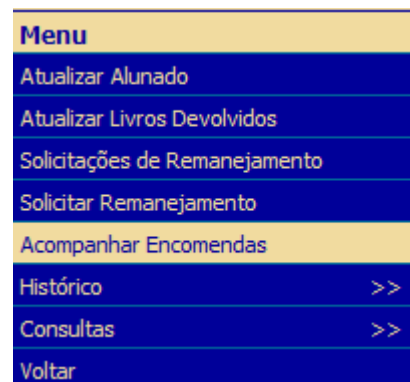 Menu
Atualizar Alunado
Atualizar Livros Devolvidos
Solicitações de Remanejamento
Solicitar Remanejamento
Acompanhar Encomendas
Histórico >>
Consultas >>
Voltar